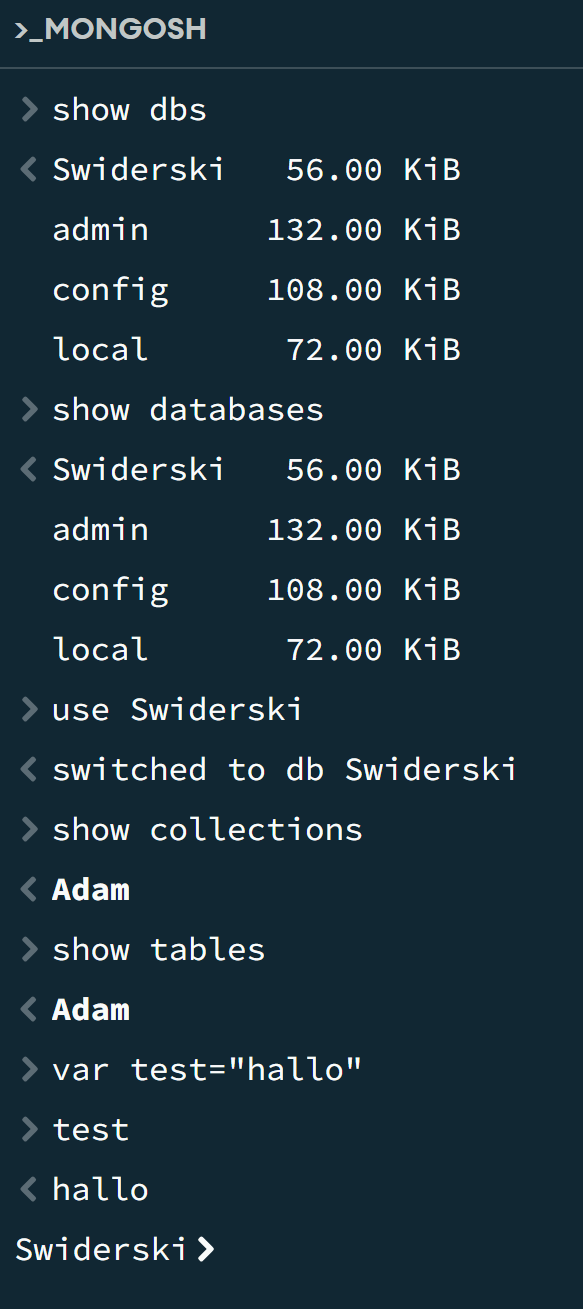 >_MONGOSH
> show dbs
< Swiderski   56.00 KiB
  admin      132.00 KiB
  config     108.00 KiB
  local       72.00 KiB
> show databases
< Swiderski   56.00 KiB
  admin      132.00 KiB
  config     108.00 KiB
  local       72.00 KiB
> use Swiderski
< switched to db Swiderski
> show collections
< Adam
> show tables
< Adam
> var test="hallo"
> test
< hallo
Swiderski>